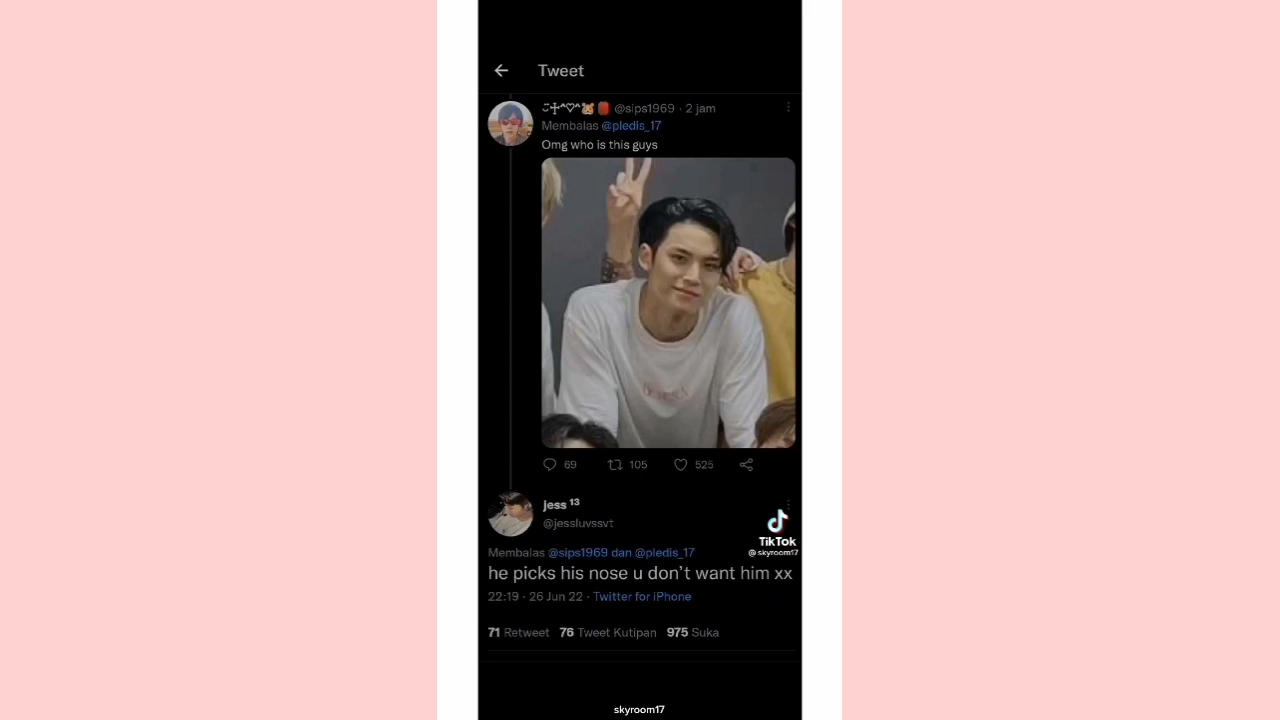 Tweet
@sips1969 · 2 jam
Membalas @pledis_17
Omg who is this guys
69 105 525
jess 13
@jessluvssvt
TikTok
@skyroom17
Membalas @sips1969 dan @pledis_17
he picks his nose u don't want him xx
22:19 · 26 Jun 22 · Twitter for iPhone
71 Retweet 76 Tweet Kutipan 975 Suka
skyroom17